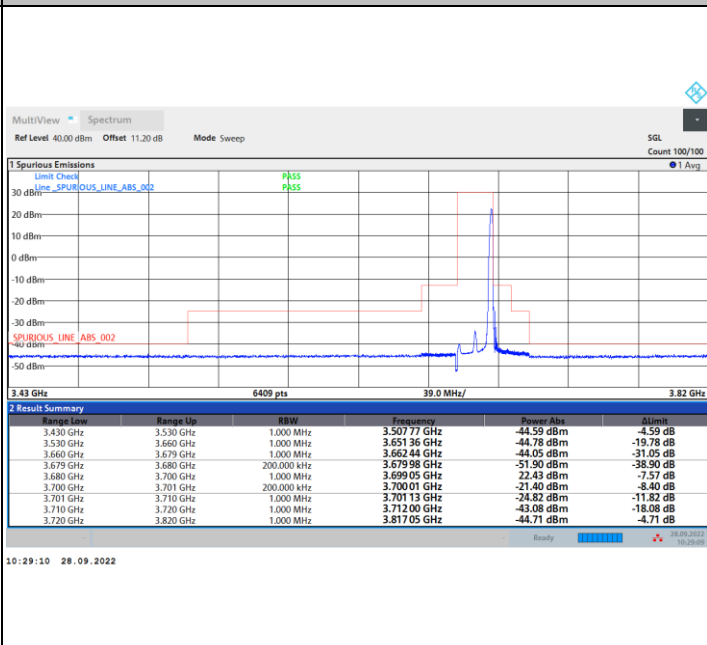 MultiView Spectrum
Ref Level 40.00 dBm Offset 11.20 dB Mode Sweep SGL
Count 100/100
1 Spurious Emissions 1 Avg
Limit Check PASS
Line _SPURIOUS_LINE_ABS_002 PASS
30 dBm
20 dBm
10 dBm
0 dBm
-10 dBm
-20 dBm
-30 dBm
SPURIOUS_LINE_ABS_002
-40 dBm
-50 dBm
3.43 GHz 6409 pts 39.0 MHz/ 3.82 GHz
2 Result Summary
Range Low Range Up RBW Frequency Power Abs ΔLimit
3.430 GHz 3.530 GHz 1.000 MHz 3.507 77 GHz -44.59 dBm -4.59 dB
3.530 GHz 3.660 GHz 1.000 MHz 3.651 36 GHz -44.78 dBm -19.78 dB
3.660 GHz 3.679 GHz 1.000 MHz 3.662 44 GHz -44.05 dBm -31.05 dB
3.679 GHz 3.680 GHz 200.000 kHz 3.679 98 GHz -51.90 dBm -38.90 dB
3.680 GHz 3.700 GHz 1.000 MHz 3.699 05 GHz 22.43 dBm -7.57 dB
3.700 GHz 3.701 GHz 200.000 kHz 3.700 01 GHz -21.40 dBm -8.40 dB
3.701 GHz 3.710 GHz 1.000 MHz 3.701 13 GHz -24.82 dBm -11.82 dB
3.710 GHz 3.720 GHz 1.000 MHz 3.712 00 GHz -43.08 dBm -18.08 dB
3.720 GHz 3.820 GHz 1.000 MHz 3.817 05 GHz -44.71 dBm -4.71 dB
Ready 28.09.2022
10:29:09
10:29:10 28.09.2022